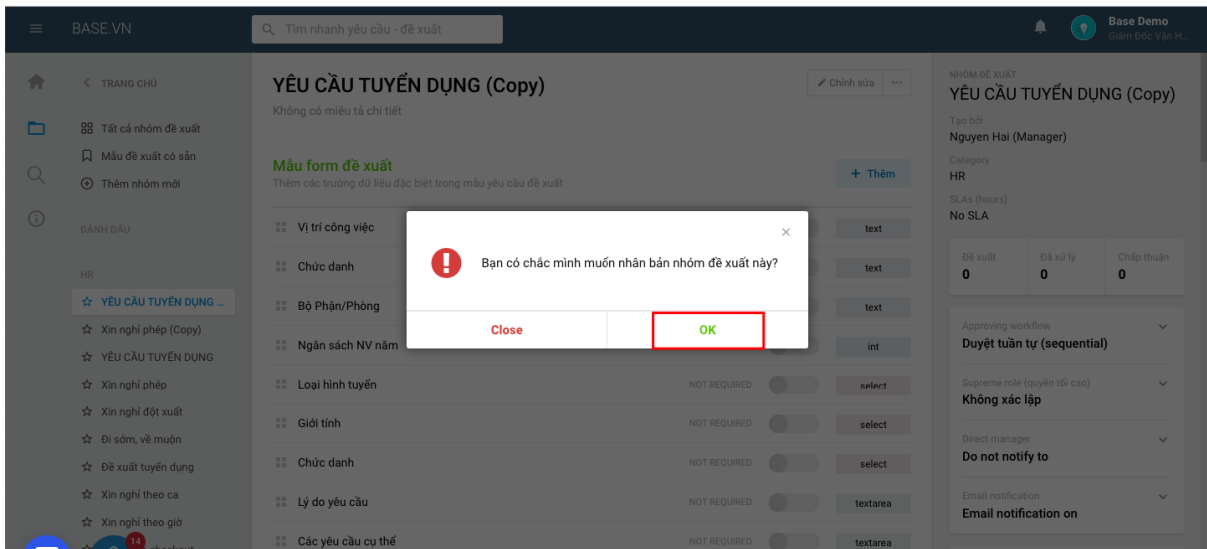 BASE.VN
Tìm nhanh yêu cầu - đề xuất
Base Demo
Giám Đốc Vận H...
TRANG CHỦ
Tất cả nhóm đề xuất
Mẫu đề xuất có sẵn
Thêm nhóm mới
ĐÁNH DẤU
HR
YÊU CẦU TUYỂN DỤNG ...
Xin nghỉ phép (Copy)
YÊU CẦU TUYỂN DỤNG
Xin nghỉ phép
Xin nghỉ đột xuất
Đi sớm, về muộn
Đề xuất tuyển dụng
Xin nghỉ theo ca
Xin nghỉ theo giờ
14
checkout
YÊU CẦU TUYỂN DỤNG (Copy)
Chỉnh sửa
Không có miêu tả chi tiết
Mẫu form đề xuất
Thêm các trường dữ liệu đặc biệt trong mẫu yêu cầu đề xuất
+ Thêm
Vị trí công việc
text
Chức danh
text
Bộ Phận/Phòng
text
Ngân sách NV năm
int
Loại hình tuyển
NOT REQUIRED
select
Giới tính
NOT REQUIRED
select
Chức danh
NOT REQUIRED
select
Lý do yêu cầu
NOT REQUIRED
textarea
Các yêu cầu cụ thể
NOT REQUIRED
textarea
Bạn có chắc mình muốn nhân bản nhóm đề xuất này?
Close
OK
NHÓM ĐỀ XUẤT
YÊU CẦU TUYỂN DỤNG (Copy)
Tạo bởi
Nguyen Hai (Manager)
Category
HR
SLAs (hours)
No SLA
Đề xuất
0
Đã xử lý
0
Chấp thuận
0
Approving workflow
Duyệt tuần tự (sequential)
Supreme role (quyền tối cao)
Không xác lập
Direct manager
Do not notify to
Email notification
Email notification on